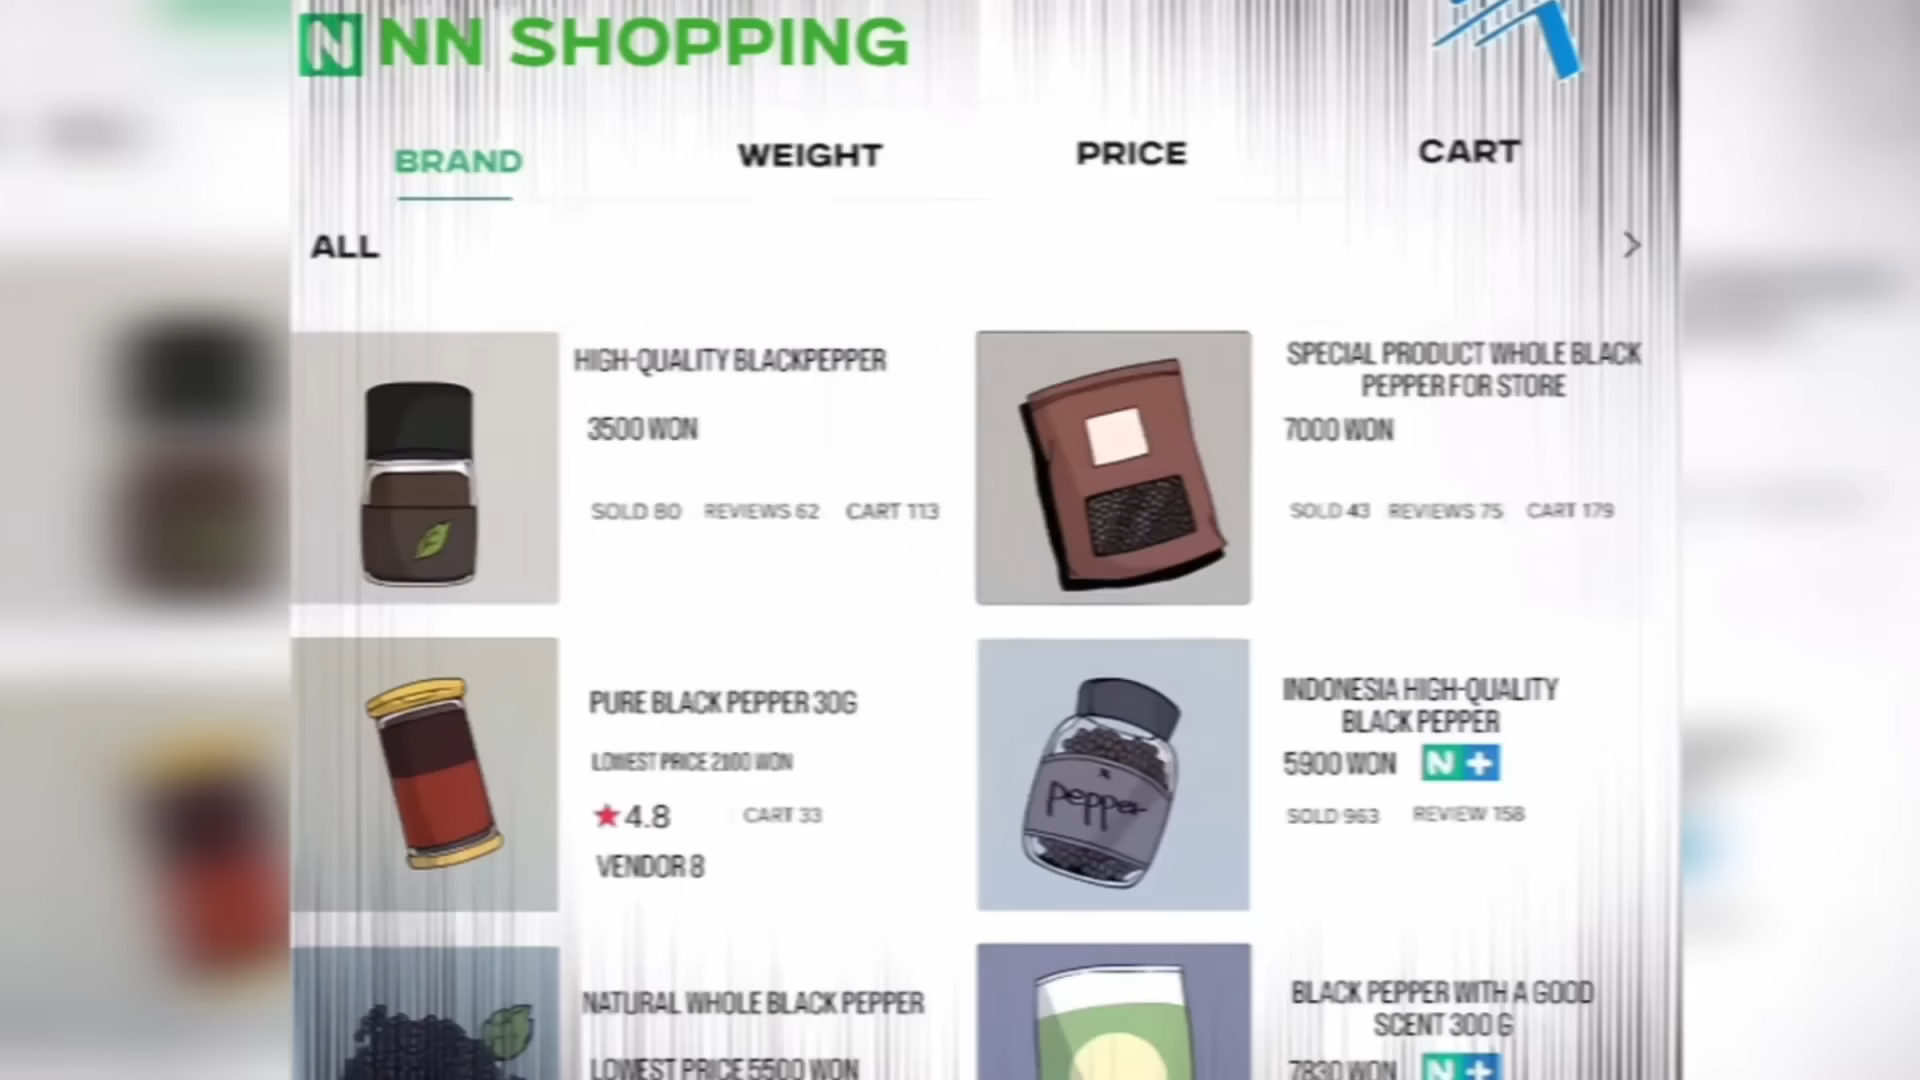 N NN SHOPPING
BRAND WEIGHT PRICE CART
ALL >
HIGH-QUALITY BLACKPEPPER
3500 WON
SOLD 80 REVIEWS 62 CART 113
SPECIAL PRODUCT WHOLE BLACK
PEPPER FOR STORE
7000 WON
SOLD 43 REVIEWS 75 CART 179
PURE BLACK PEPPER 30G
LOWEST PRICE 2100 WON
★4.8 CART 33
VENDOR 8
pepper
INDONESIA HIGH-QUALITY
BLACK PEPPER
5900 WON N +
SOLD 963 REVIEW 158
NATURAL WHOLE BLACK PEPPER
LOWEST PRICE 5500 WON
BLACK PEPPER WITH A GOOD
SCENT 300 G
7830 WON N +